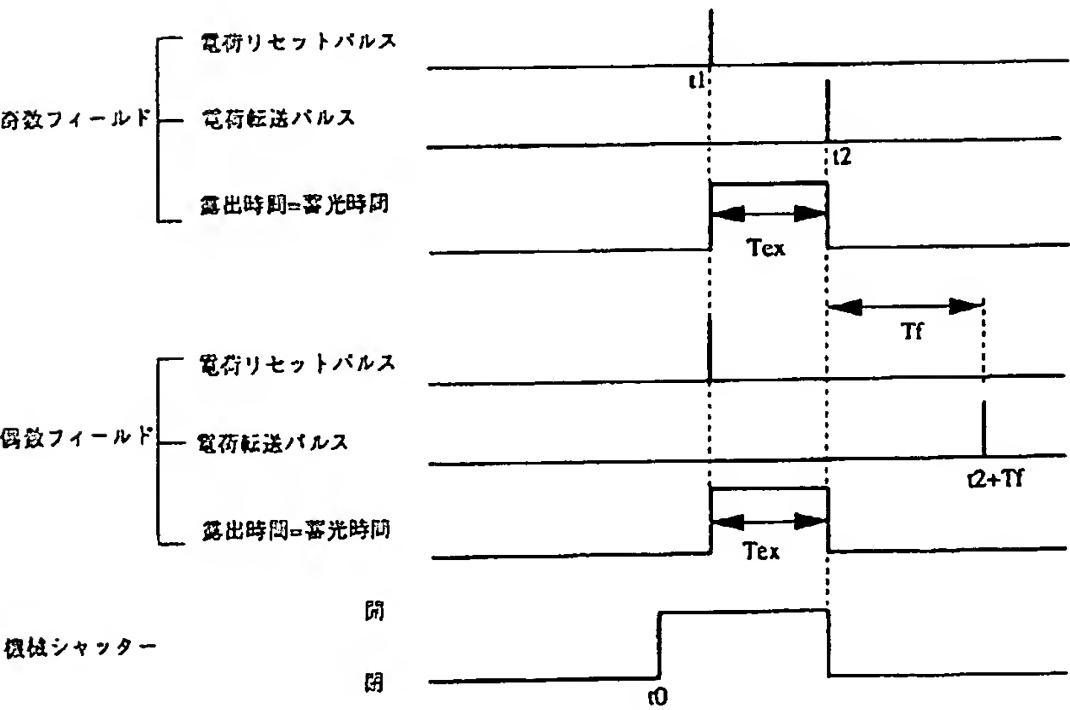 電荷リセットパルス
t1
奇数フィールド
電荷転送パルス
t2
露出時間=蓄光時間
Tex
Tf
電荷リセットパルス
偶数フィールド
電荷転送パルス
t2+Tf
露出時間=蓄光時間
Tex
開
機械シャッター
閉
t0